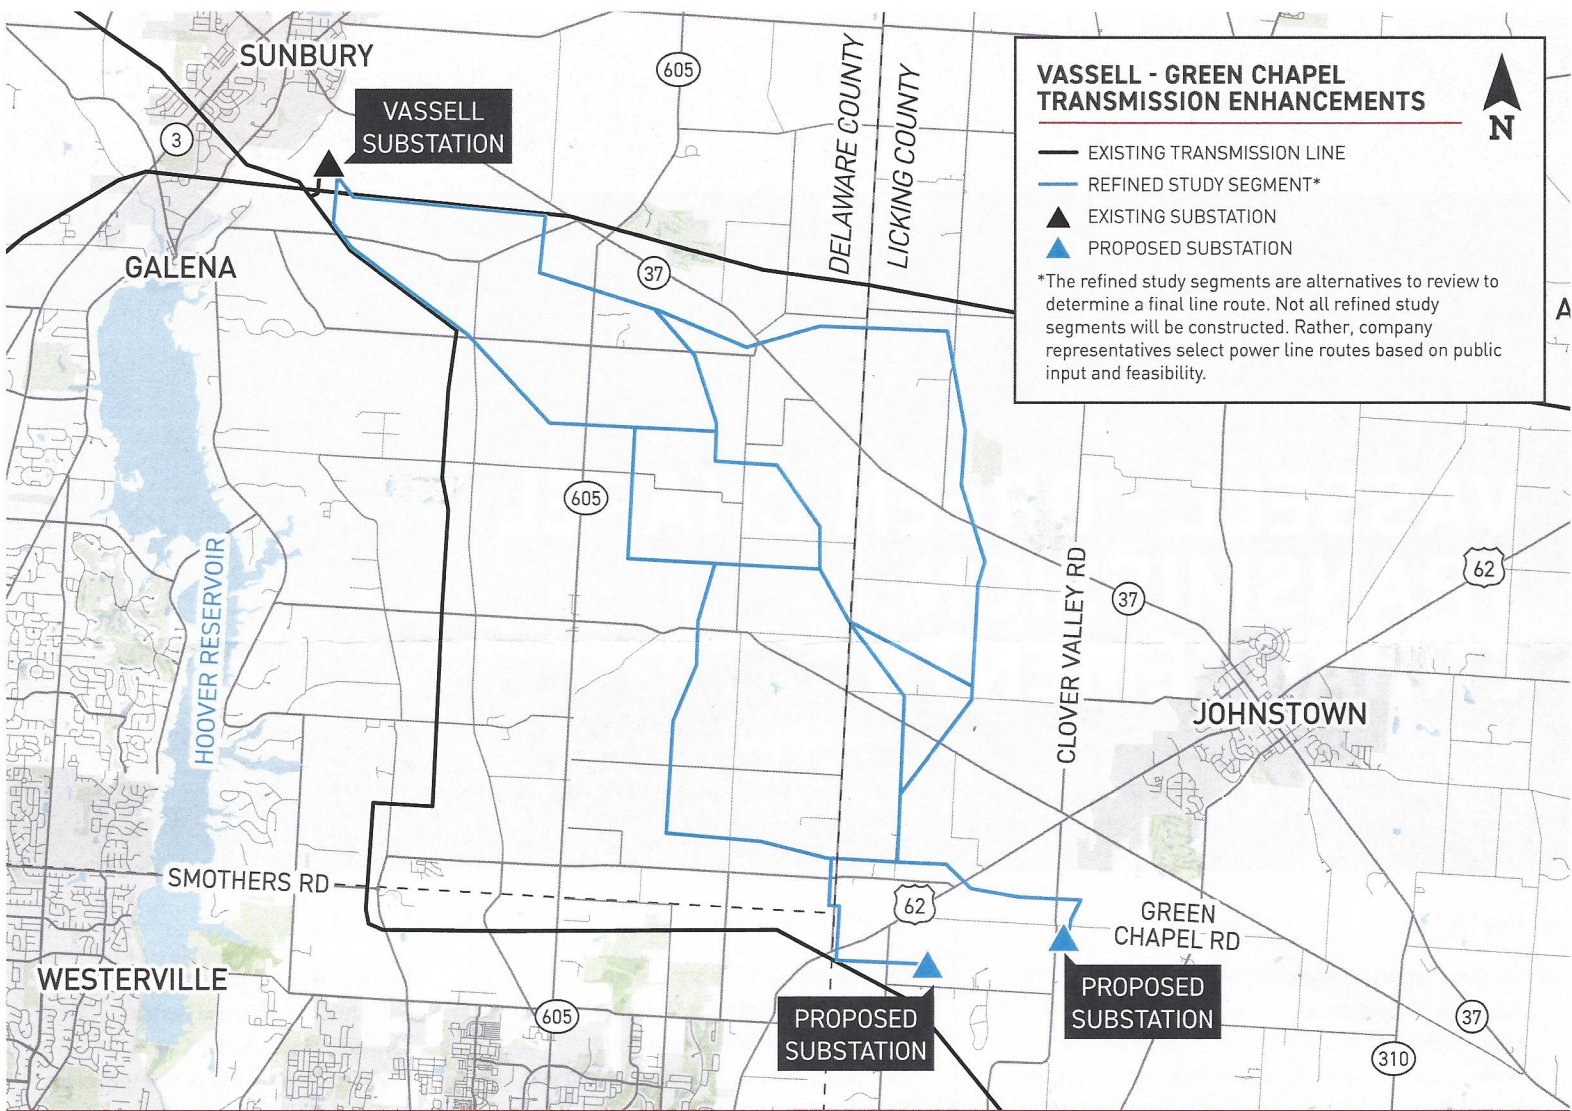 SUNBURY
605
DELAWARE COUNTY
LICKING COUNTY
VASSELL - GREEN CHAPEL
TRANSMISSION ENHANCEMENTS
N
EXISTING TRANSMISSION LINE
REFINED STUDY SEGMENT*
EXISTING SUBSTATION
PROPOSED SUBSTATION
*The refined study segments are alternatives to review to
determine a final line route. Not all refined study
segments will be constructed. Rather, company
representatives select power line routes based on public
input and feasibility.
VASSELL
SUBSTATION
3
GALENA
37
A
605
HOOVER RESERVOIR
CLOVER VALLEY RD
62
37
JOHNSTOWN
SMOTHERS RD
62
GREEN
CHAPEL RD
WESTERVILLE
PROPOSED
SUBSTATION
PROPOSED
SUBSTATION
605
37
310